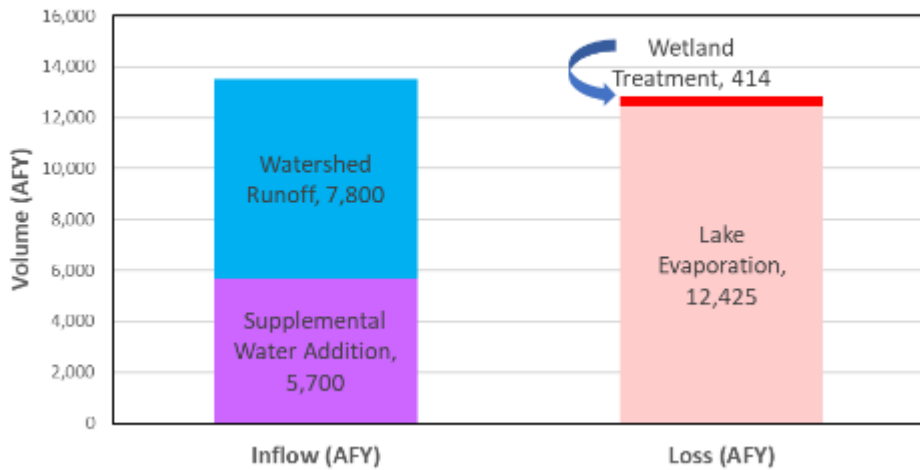 16,000
14,000
12,000
10,000
8,000
6,000
4,000
2,000
0
Volume (AFY)
Watershed
Runoff, 7,800
Supplemental
Water Addition,
5,700
Wetland
Treatment, 414
Lake
Evaporation,
12,425
Inflow (AFY)
Loss (AFY)